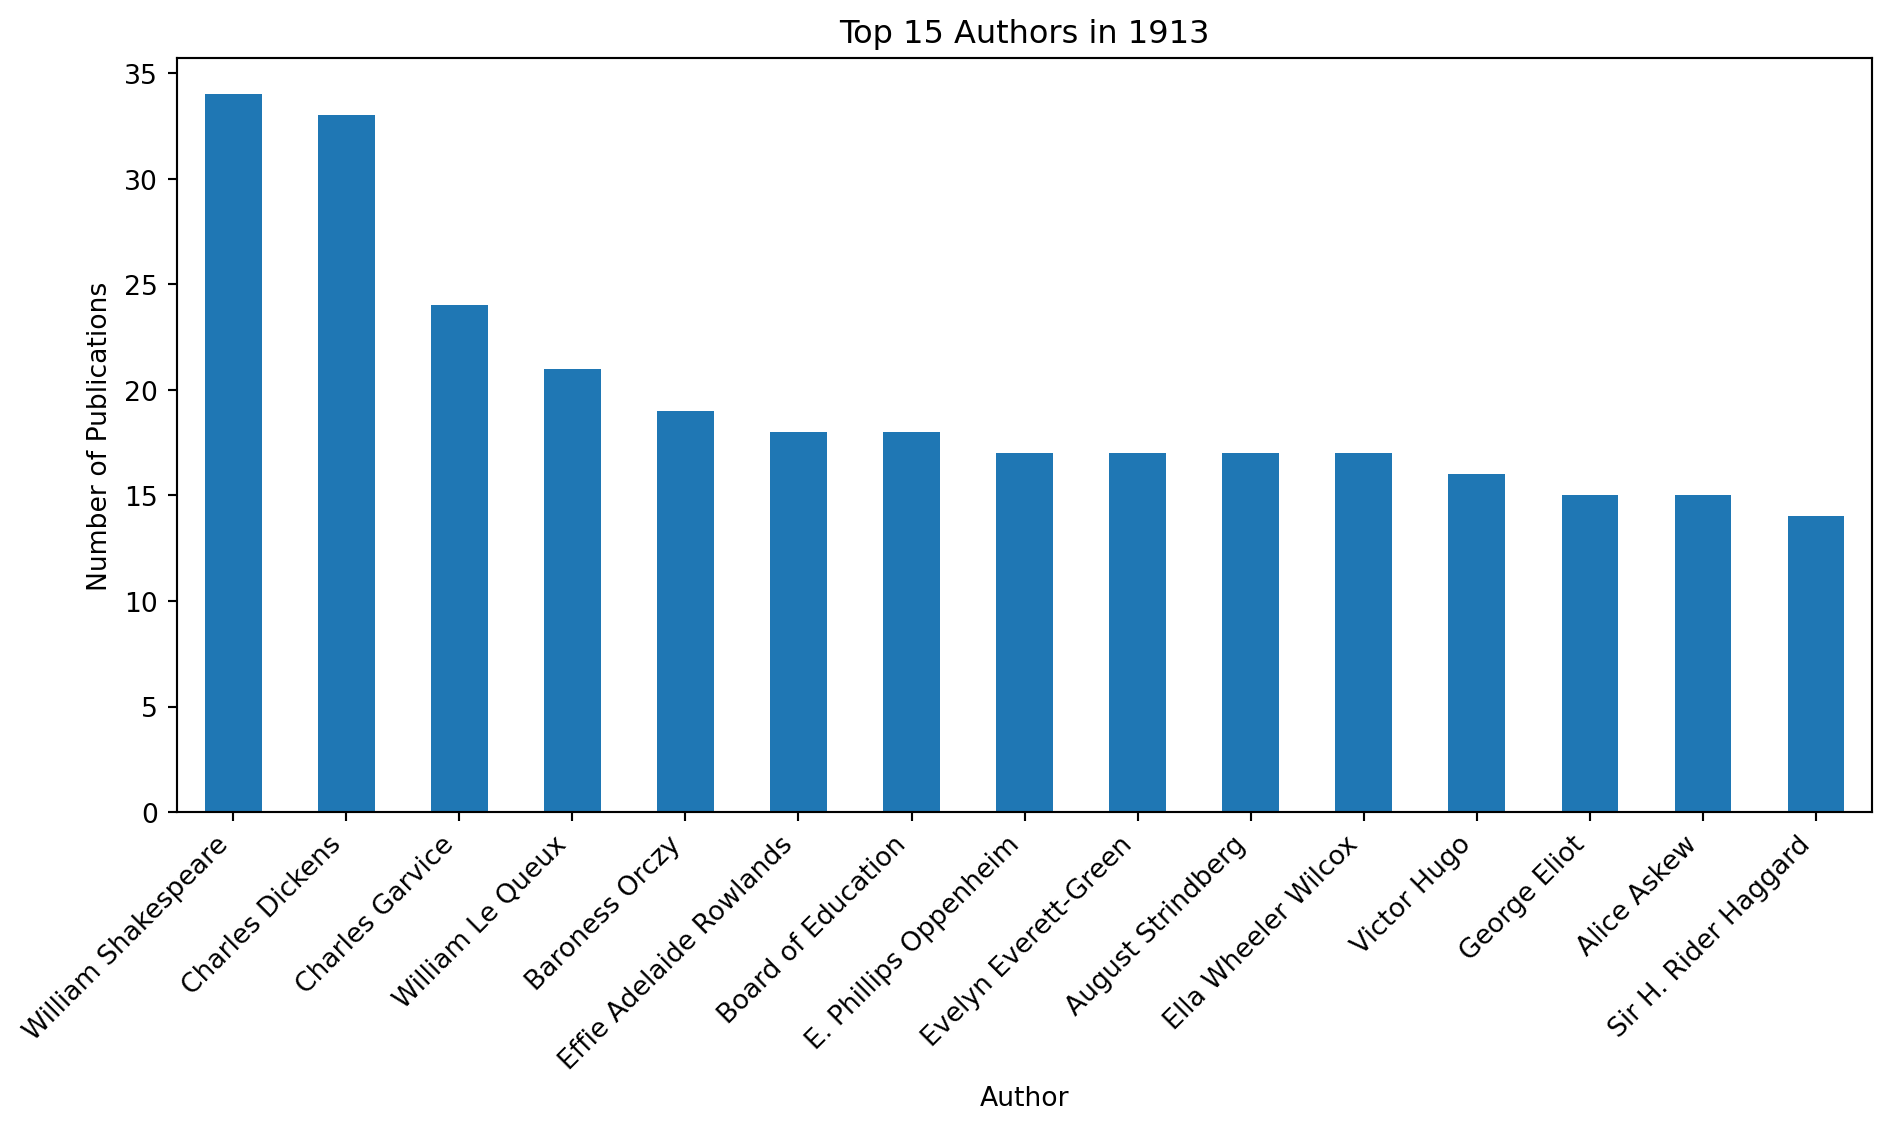 Top 15 Authors in 1913
Number of Publications
35
30
25
20
15
10
5
0
William Shakespeare
Charles Dickens
Charles Garvice
William Le Queux
Baroness Orczy
Effie Adelaide Rowlands
Board of Education
E. Phillips Oppenheim
Evelyn Everett-Green
August Strindberg
Ella Wheeler Wilcox
Victor Hugo
George Eliot
Alice Askew
Sir H. Rider Haggard
Author